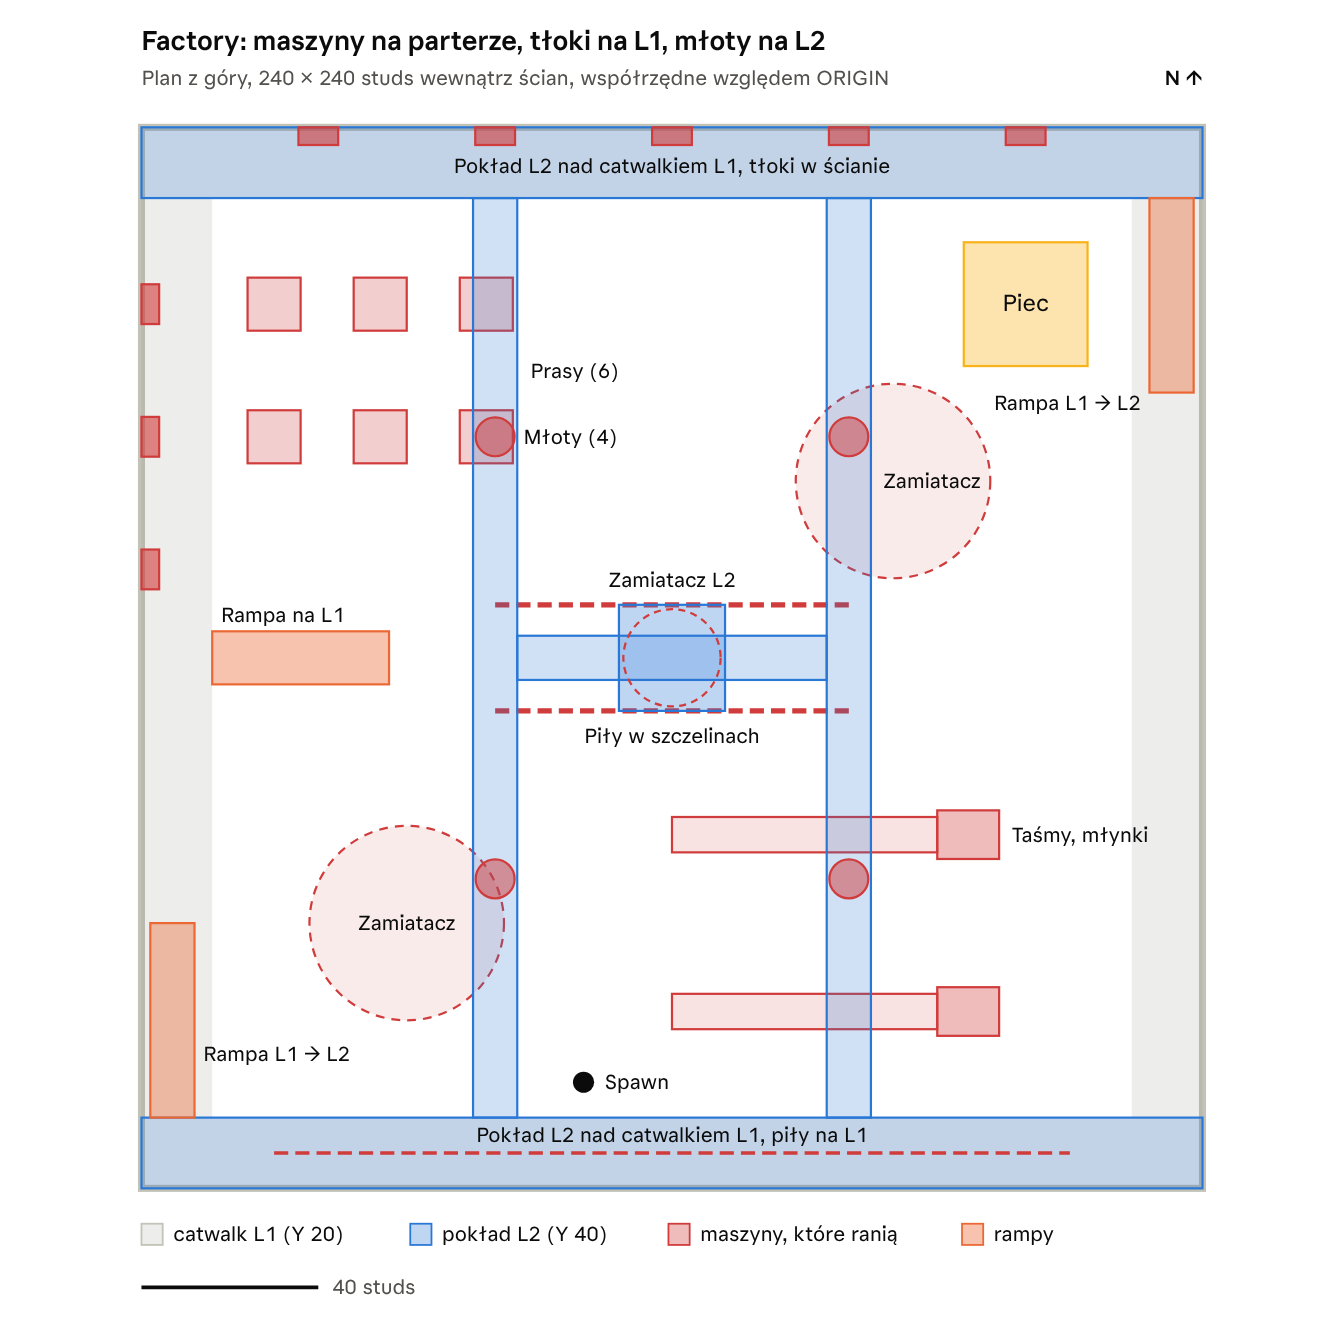 Factory: maszyny na parterze, tłoki na L1, młoty na L2
Plan z góry, 240 × 240 studs wewnątrz ścian, współrzędne względem ORIGIN
N ↑
Pokład L2 nad catwalkiem L1, tłoki w ścianie
Piec
Prasy (6)
Rampa L1 → L2
Młoty (4)
Zamiatacz
Zamiatacz L2
Rampa na L1
Piły w szczelinach
Taśmy, młynki
Zamiatacz
Rampa L1 → L2
Spawn
Pokład L2 nad catwalkiem L1, piły na L1
catwalk L1 (Y 20)
pokład L2 (Y 40)
maszyny, które ranią
rampy
40 studs